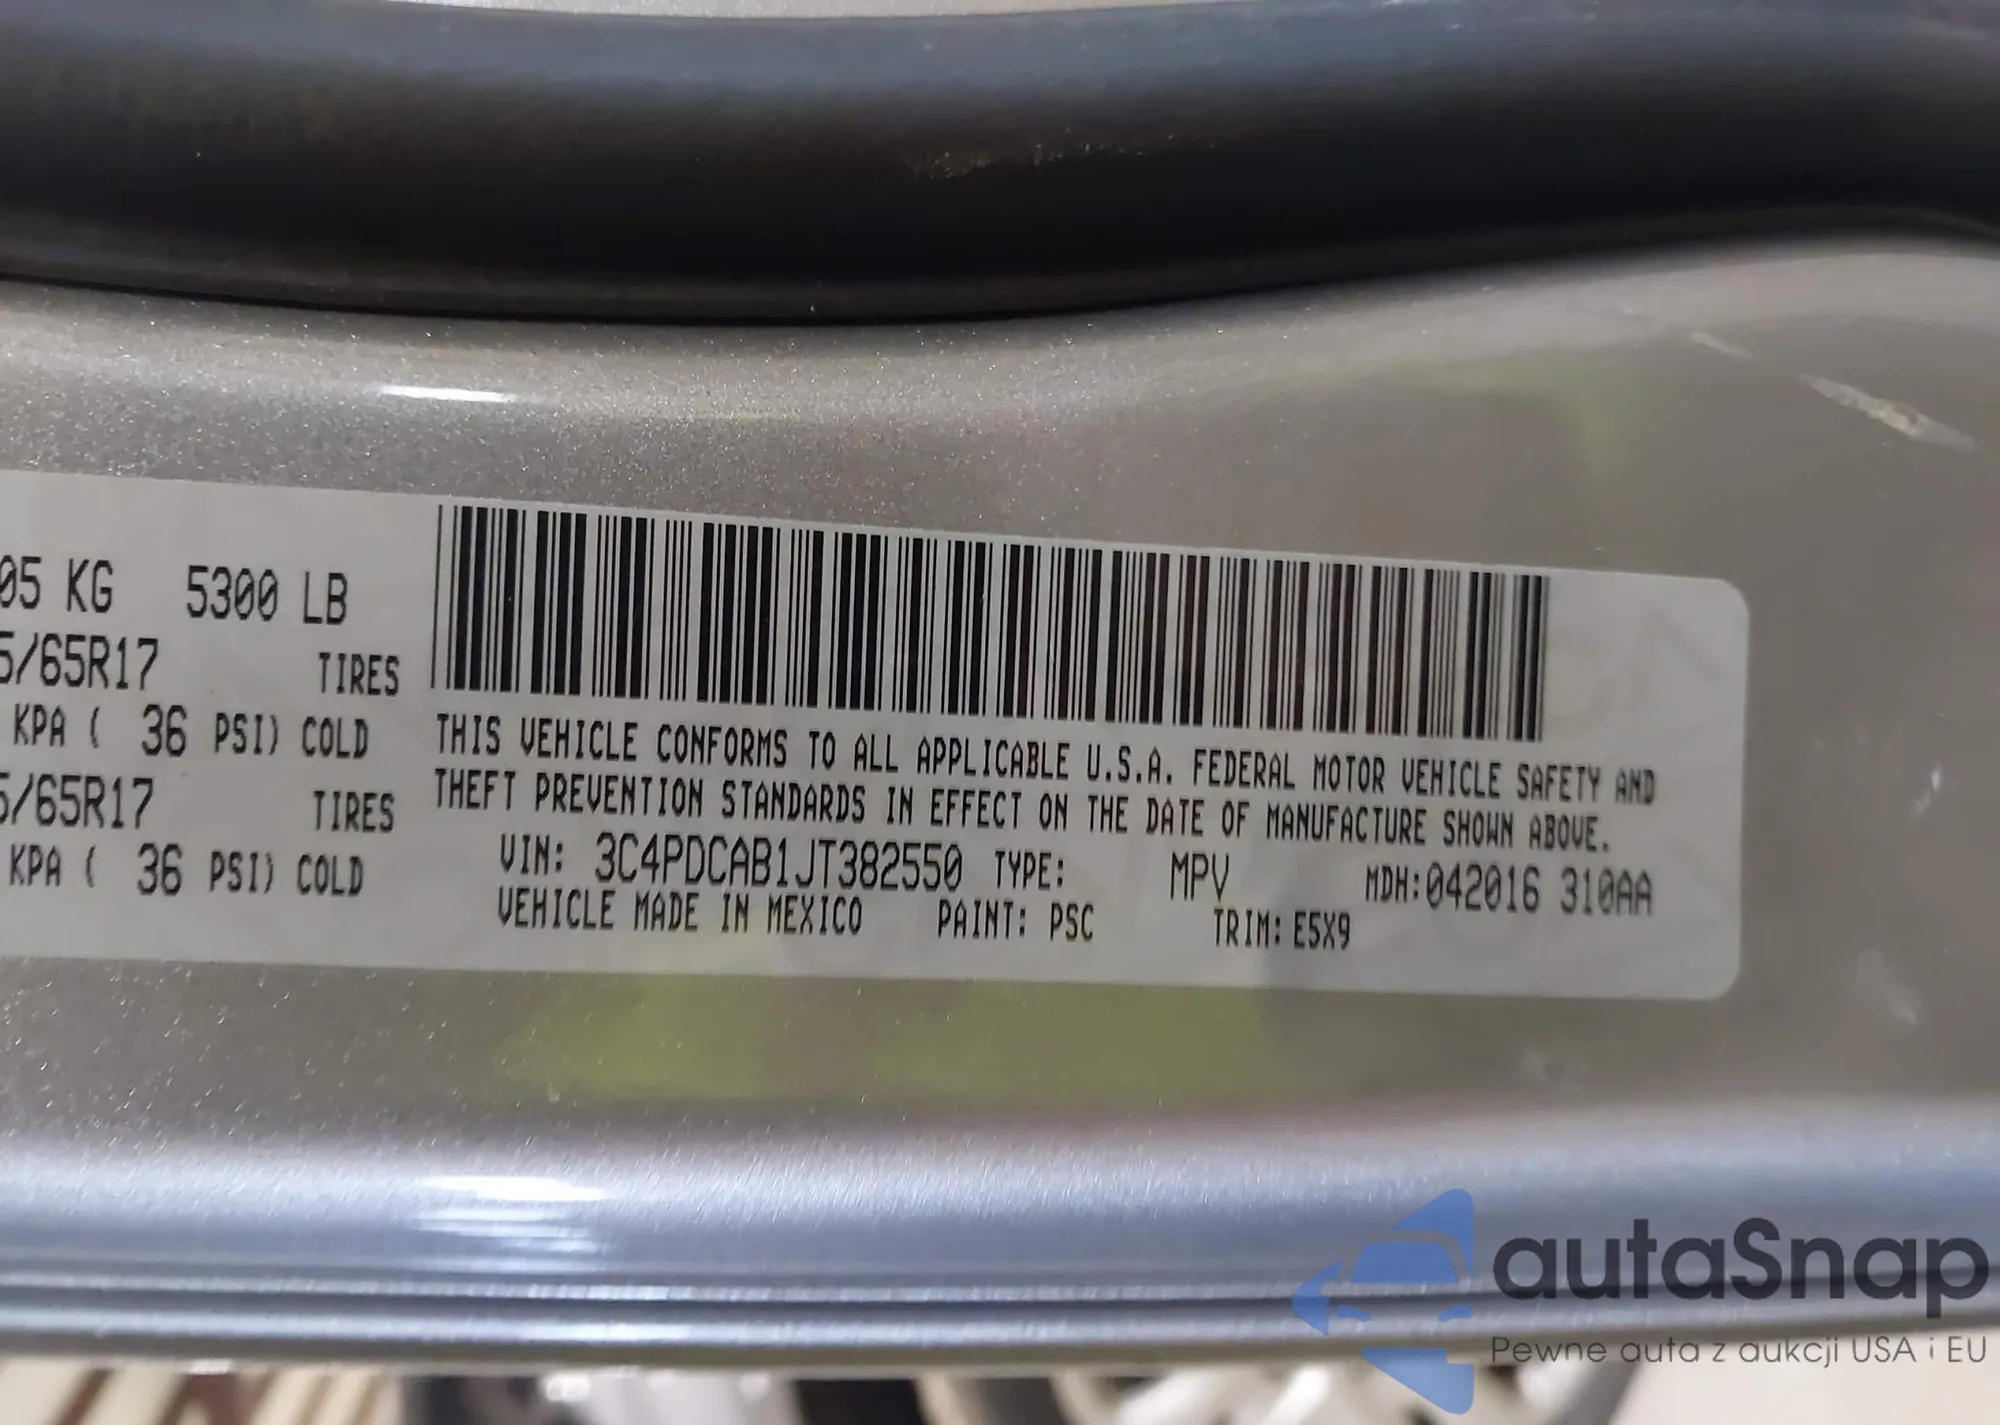 05 KG 5300 LB
5/65R17 TIRES
KPA ( 36 PSI) COLD
5/65R17 TIRES
KPA ( 36 PSI) COLD
THIS VEHICLE CONFORMS TO ALL APPLICABLE U.S.A. FEDERAL MOTOR VEHICLE SAFETY AND
THEFT PREVENTION STANDARDS IN EFFECT ON THE DATE OF MANUFACTURE SHOWN ABOVE.
VIN: 3C4PDCAB1JT382550 TYPE: MPV MDH:042016 310AA
VEHICLE MADE IN MEXICO PAINT: PSC TRIM: E5X9
autaSnap
Pewne auta z aukcji USA i EU